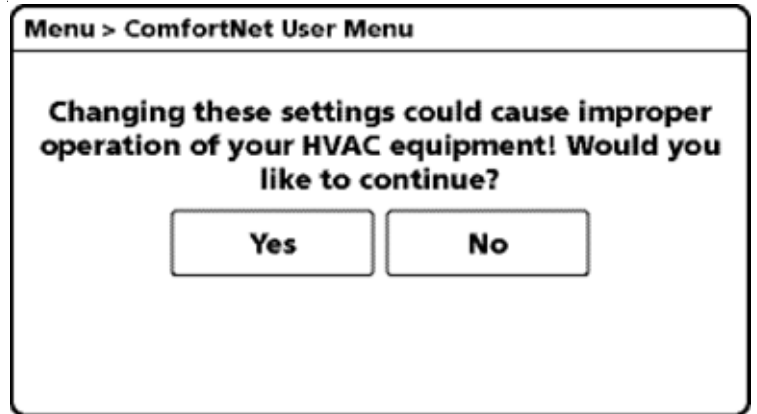 Menu > ComfortNet User Menu
Changing these settings could cause improper
operation of your HVAC equipment! Would you
like to continue?
Yes No